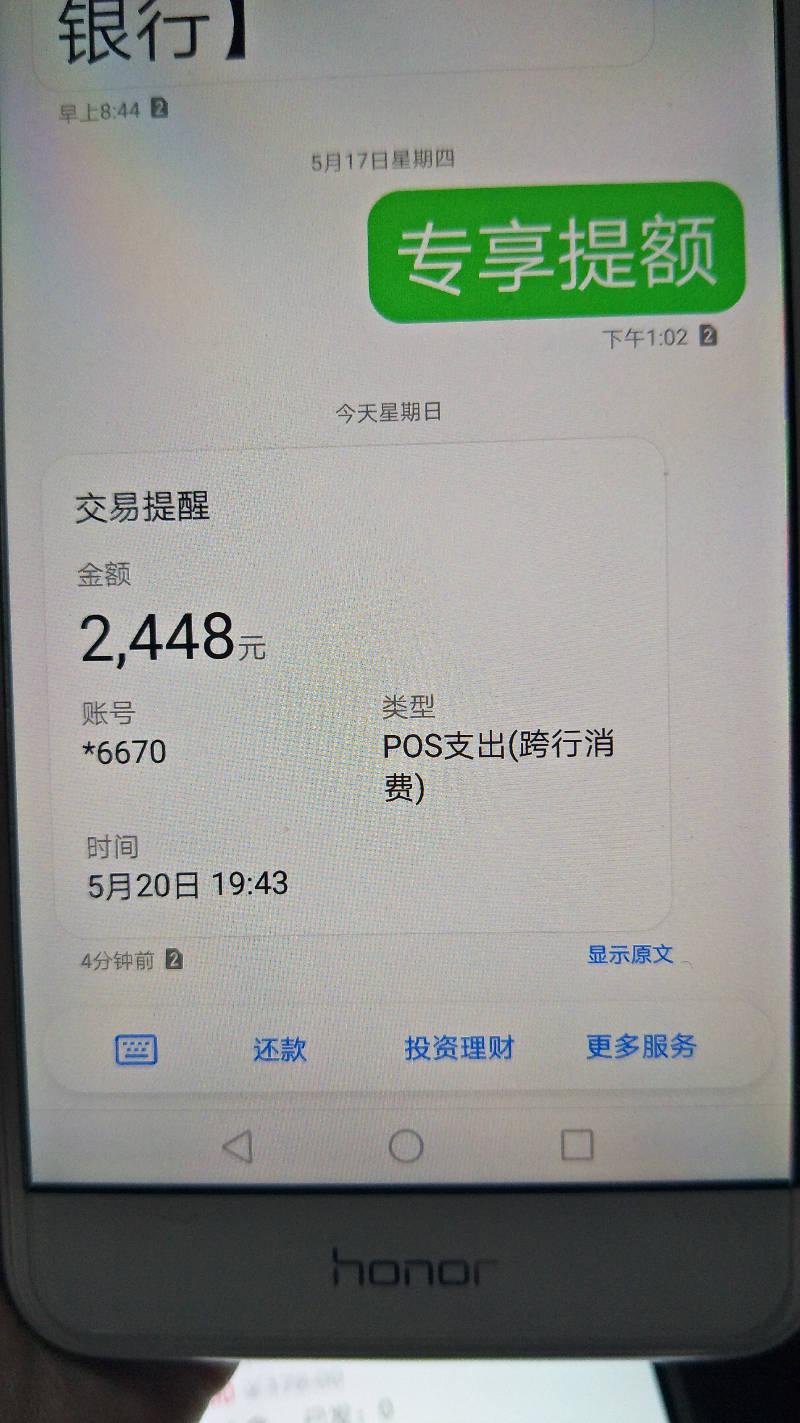 银行】
早上8:44 2
5月17日星期四
专享提额
下午1:02 2
今天星期日
交易提醒
金额
2,448元
账号
类型
*6670
POS支出(跨行消
费)
时间
5月20日 19:43
4分钟前 2
显示原文
还款
投资理财
更多服务
honor